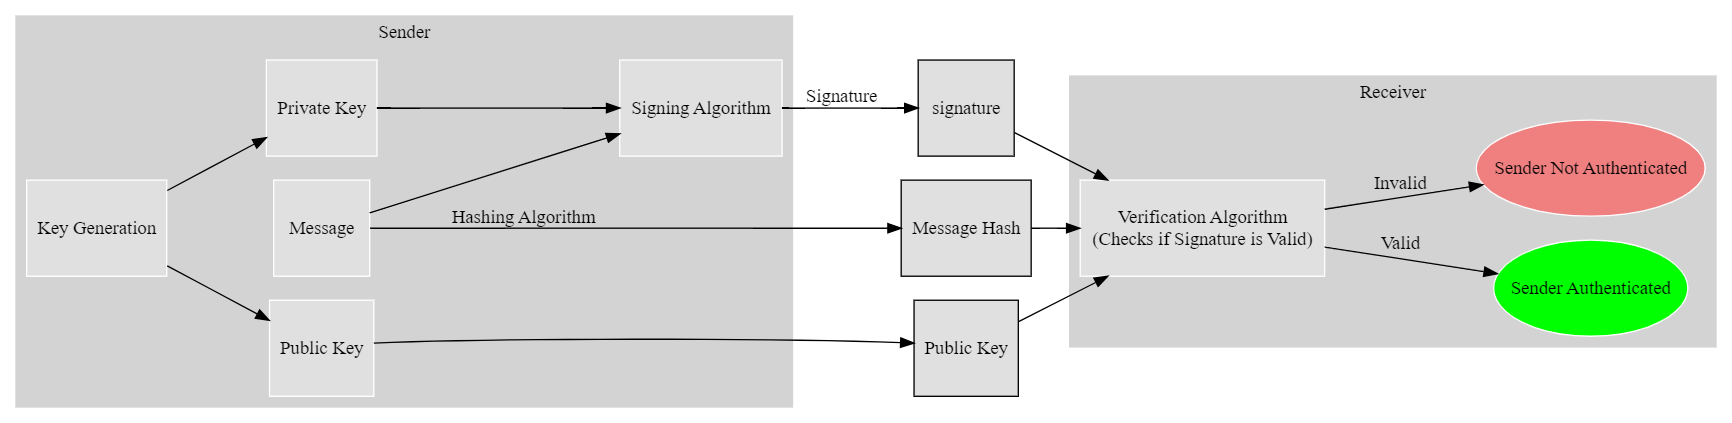 Sender
Private Key
Signing Algorithm
Signature
signature
Key Generation
Message
Hashing Algorithm
Message Hash
Public Key
Public Key
Receiver
Verification Algorithm
(Checks if Signature is Valid)
Invalid
Sender Not Authenticated
Valid
Sender Authenticated